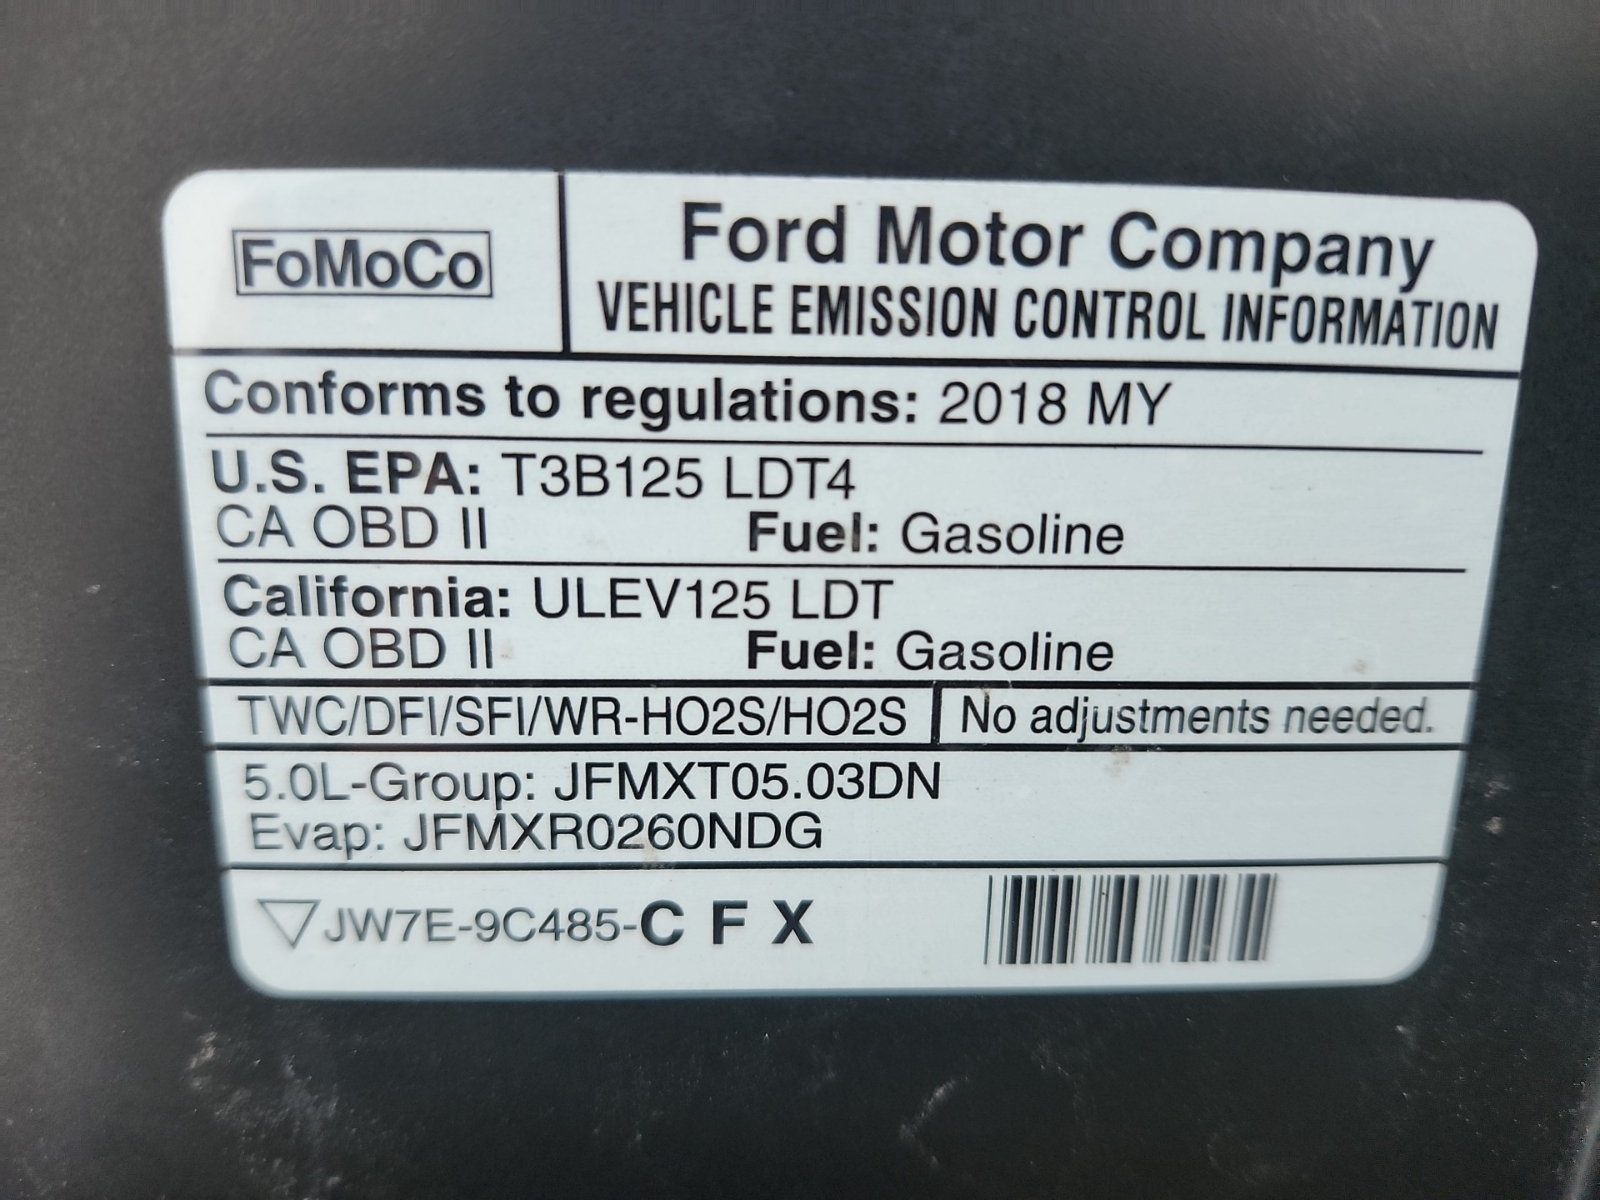 FoMoCo
Ford Motor Company
VEHICLE EMISSION CONTROL INFORMATION
Conforms to regulations: 2018 MY
U.S. EPA: T3B125 LDT4
CA OBD II Fuel: Gasoline
California: ULEV125 LDT
CA OBD II Fuel: Gasoline
TWC/DFI/SFI/WR-HO2S/HO2S No adjustments needed.
5.0L-Group: JFMXT05.03DN
Evap: JFMXR0260NDG
JW7E-9C485-C F X